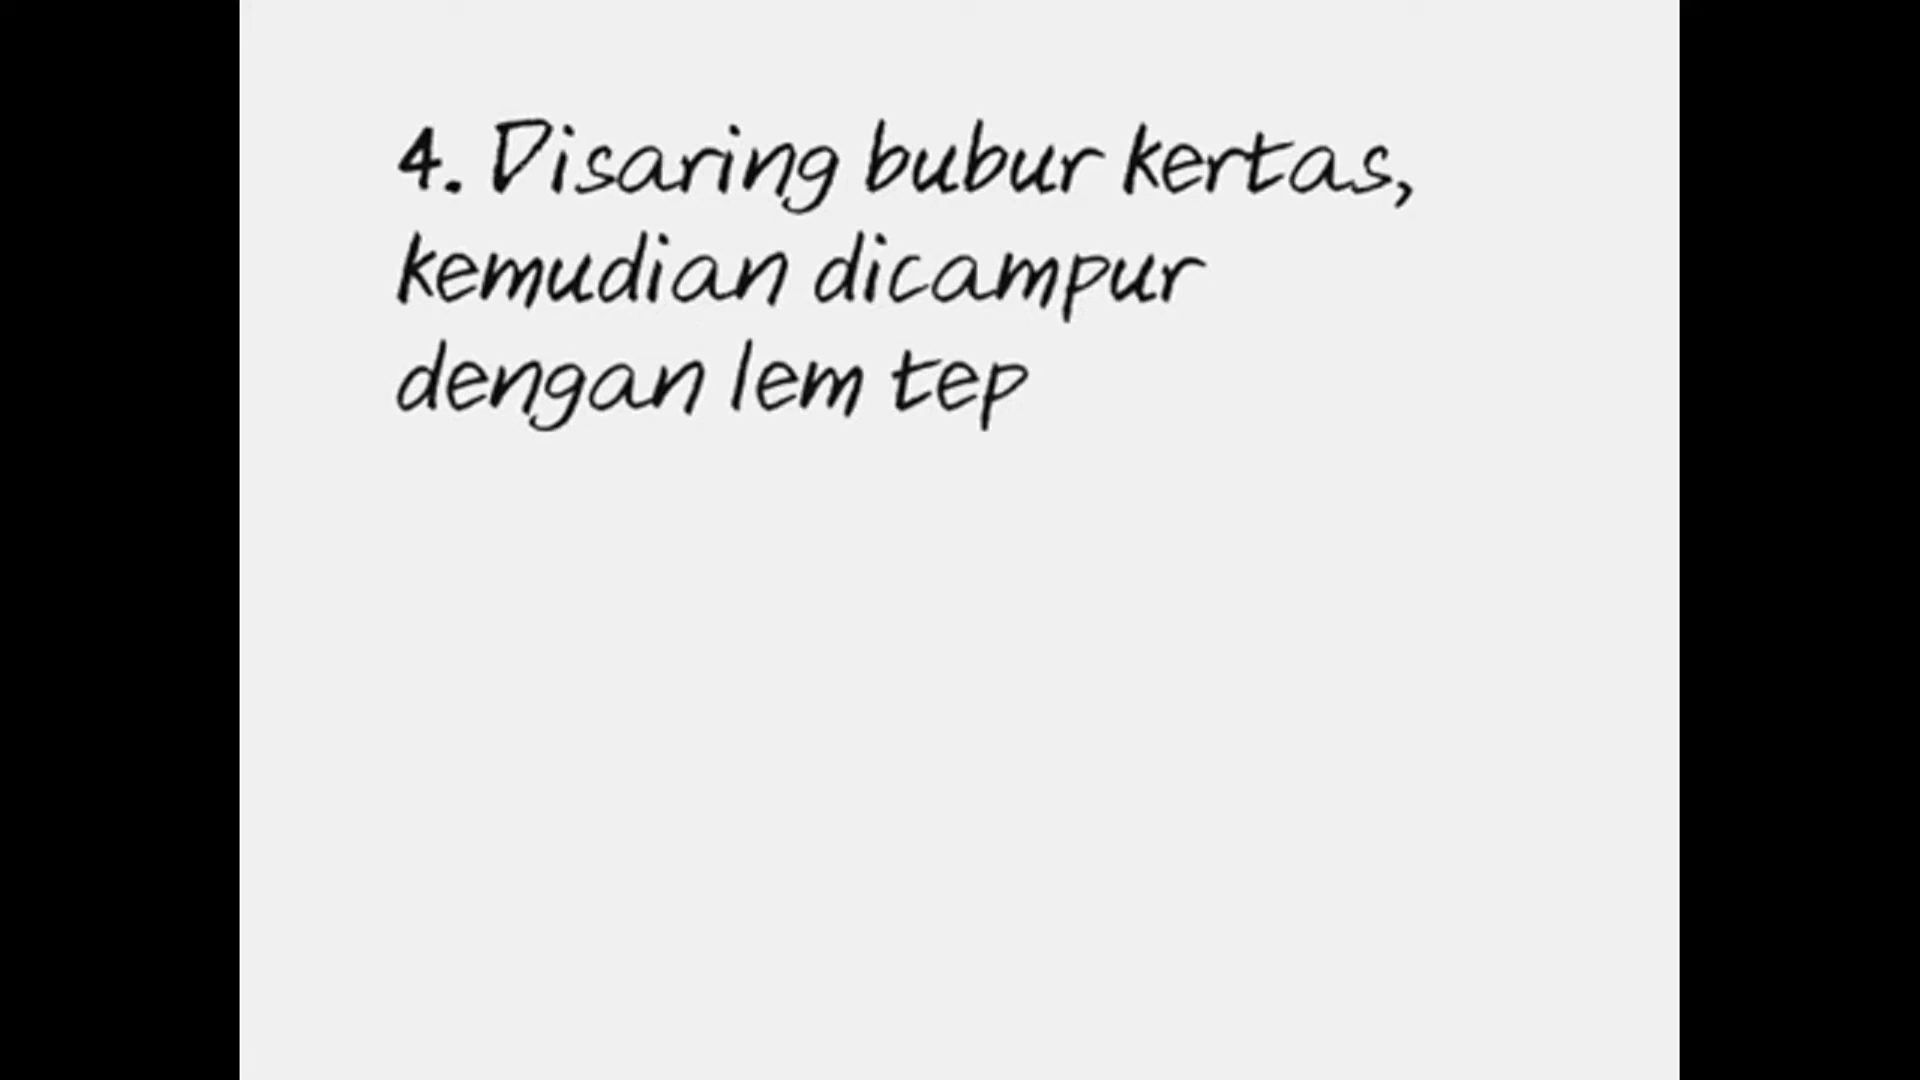 4. Disaring bubur kertas,
kemudian dicampur
dengan lem tep